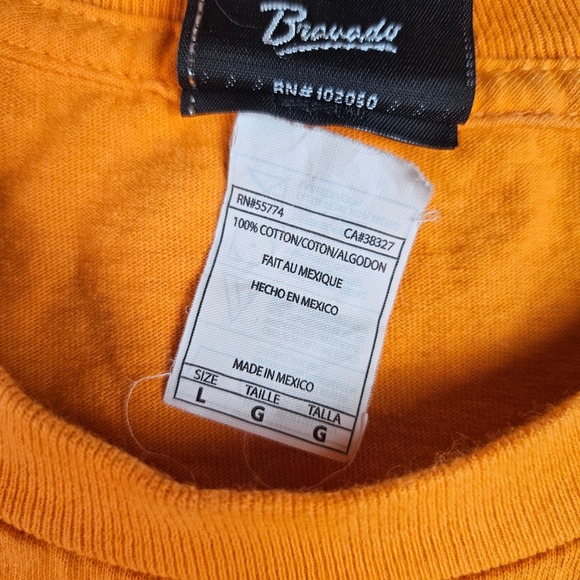 Bravado
RN#102050
RN#55774 CA#38327
100% COTTON/COTON/ALGODON
FAIT AU MEXIQUE
HECHO EN MEXICO
MADE IN MEXICO
SIZE TAILLE TALLA
L G G